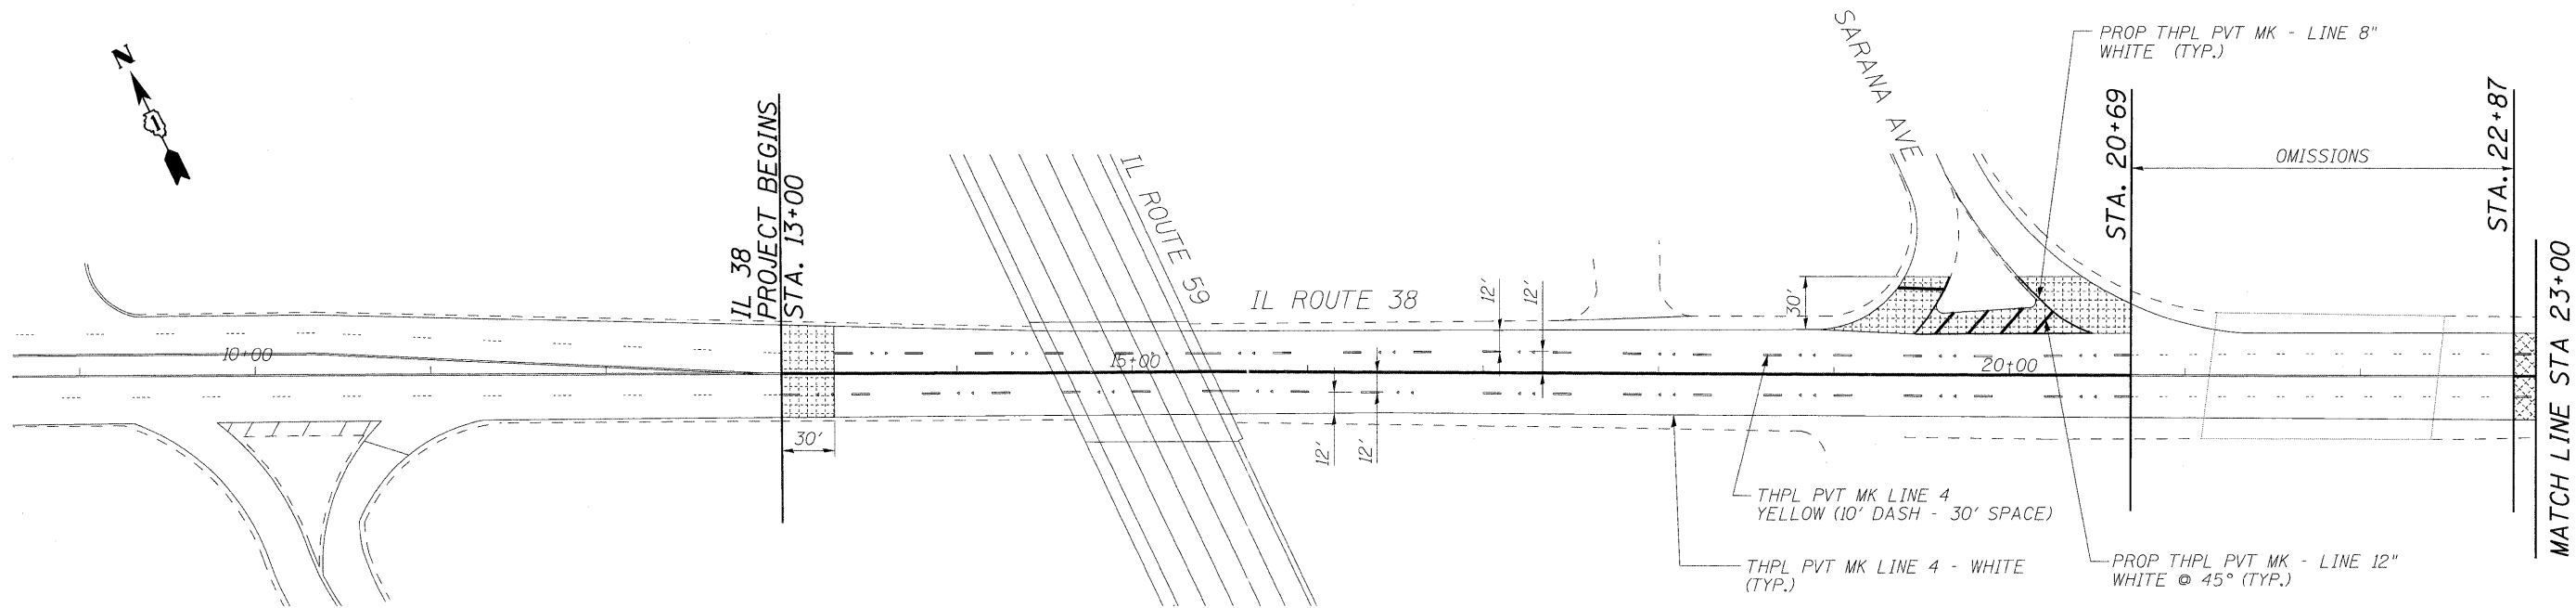 N
IL 38
PROJECT BEGINS
STA. 13+00
IL ROUTE 59
IL ROUTE 38
SARANA AVE
PROP THPL PVT MK - LINE 8"
WHITE (TYP.)
STA. 20+69
OMISSIONS
STA. 22+87
MATCH LINE STA 23+00
10+00
15+00
20+00
12'
12'
30'
30'
12'
12'
THPL PVT MK LINE 4
YELLOW (10' DASH - 30' SPACE)
THPL PVT MK LINE 4 - WHITE
(TYP.)
PROP THPL PVT MK - LINE 12"
WHITE @ 45° (TYP.)